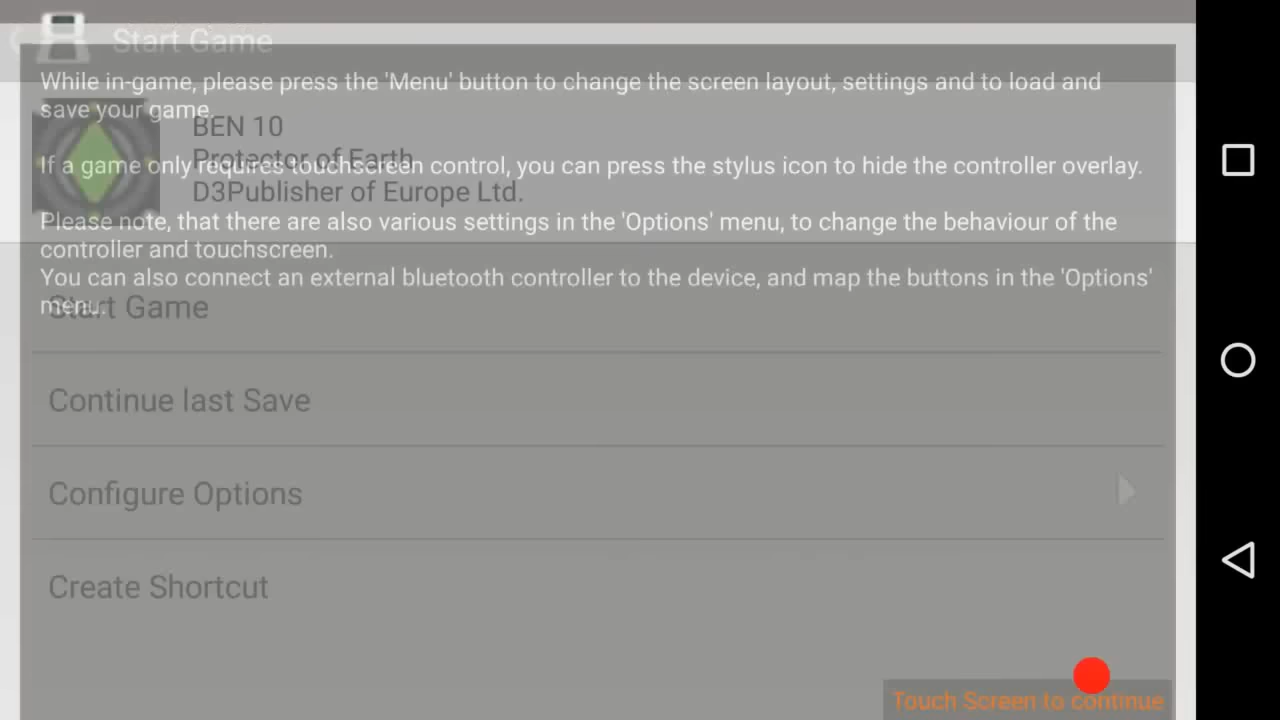 Start Game
While in-game, please press the 'Menu' button to change the screen layout, settings and to load and
save your game.
BEN 10
Protector of Earth
If a game only requires touchscreen control, you can press the stylus icon to hide the controller overlay.
D3Publisher of Europe Ltd.
Please note, that there are also various settings in the 'Options' menu, to change the behaviour of the
controller and touchscreen.
You can also connect an external bluetooth controller to the device, and map the buttons in the 'Options'
menu.
Start Game
Continue last Save
Configure Options
Create Shortcut
Touch Screen to continue